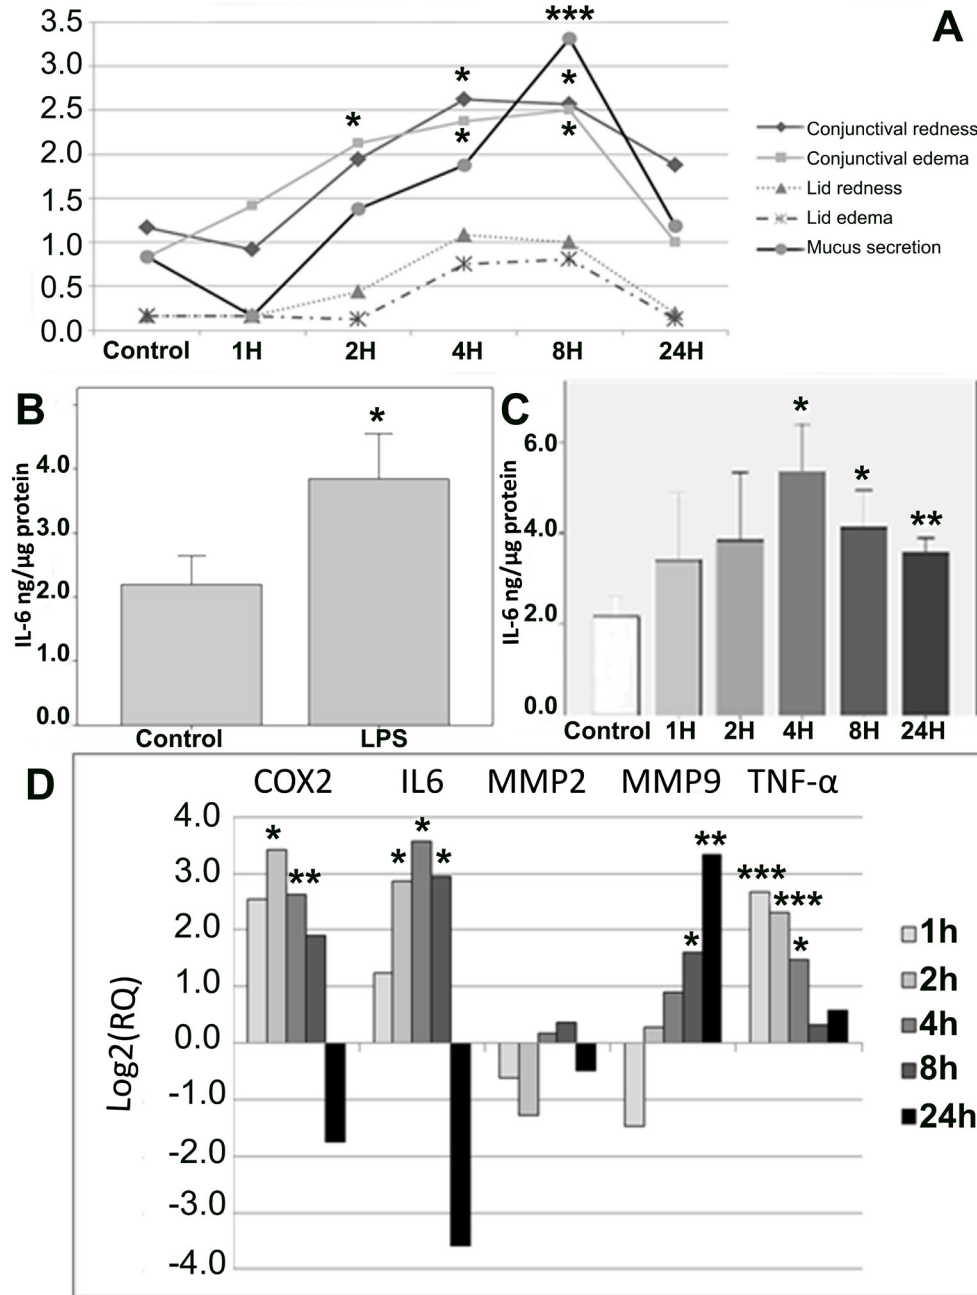 A
3.5
3.0
2.5
2.0
1.5
1.0
0.5
0.0
***
* *
*
* *
Control 1H 2H 4H 8H 24H
Conjunctival redness
Conjunctival edema
Lid redness
Lid edema
Mucus secretion
B
IL-6 ng/µg protein
4.0
3.0
2.0
1.0
0.0
*
Control LPS
C
IL-6 ng/µg protein
6.0
4.0
2.0
0.0
*
*
**
Control 1H 2H 4H 8H 24H
D
COX2 IL6 MMP2 MMP9 TNF-α
Log2(RQ)
4.0
3.0
2.0
1.0
0.0
-1.0
-2.0
-3.0
-4.0
* ** * * * * ** *** *** *
1h
2h
4h
8h
24h